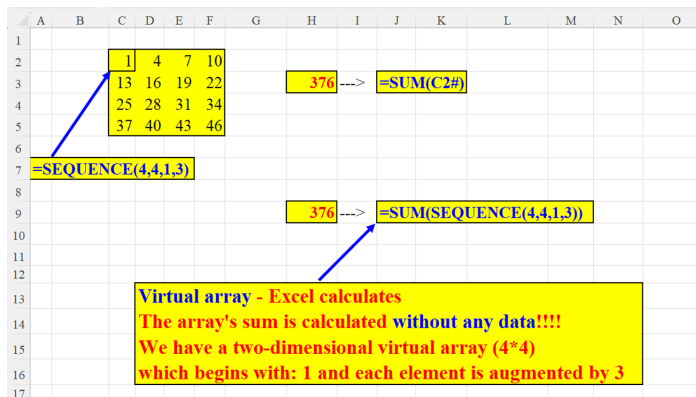 A B C D E F G H I J K L M N O
1
2 1 4 7 10
3 13 16 19 22 376 ---> =SUM(C2#)
4 25 28 31 34
5 37 40 43 46
6
7 =SEQUENCE(4,4,1,3)
8
9 376 ---> =SUM(SEQUENCE(4,4,1,3))
10
11
12
13 Virtual array - Excel calculates
14 The array's sum is calculated without any data!!!!
15 We have a two-dimensional virtual array (4*4)
16 which begins with: 1 and each element is augmented by 3
17